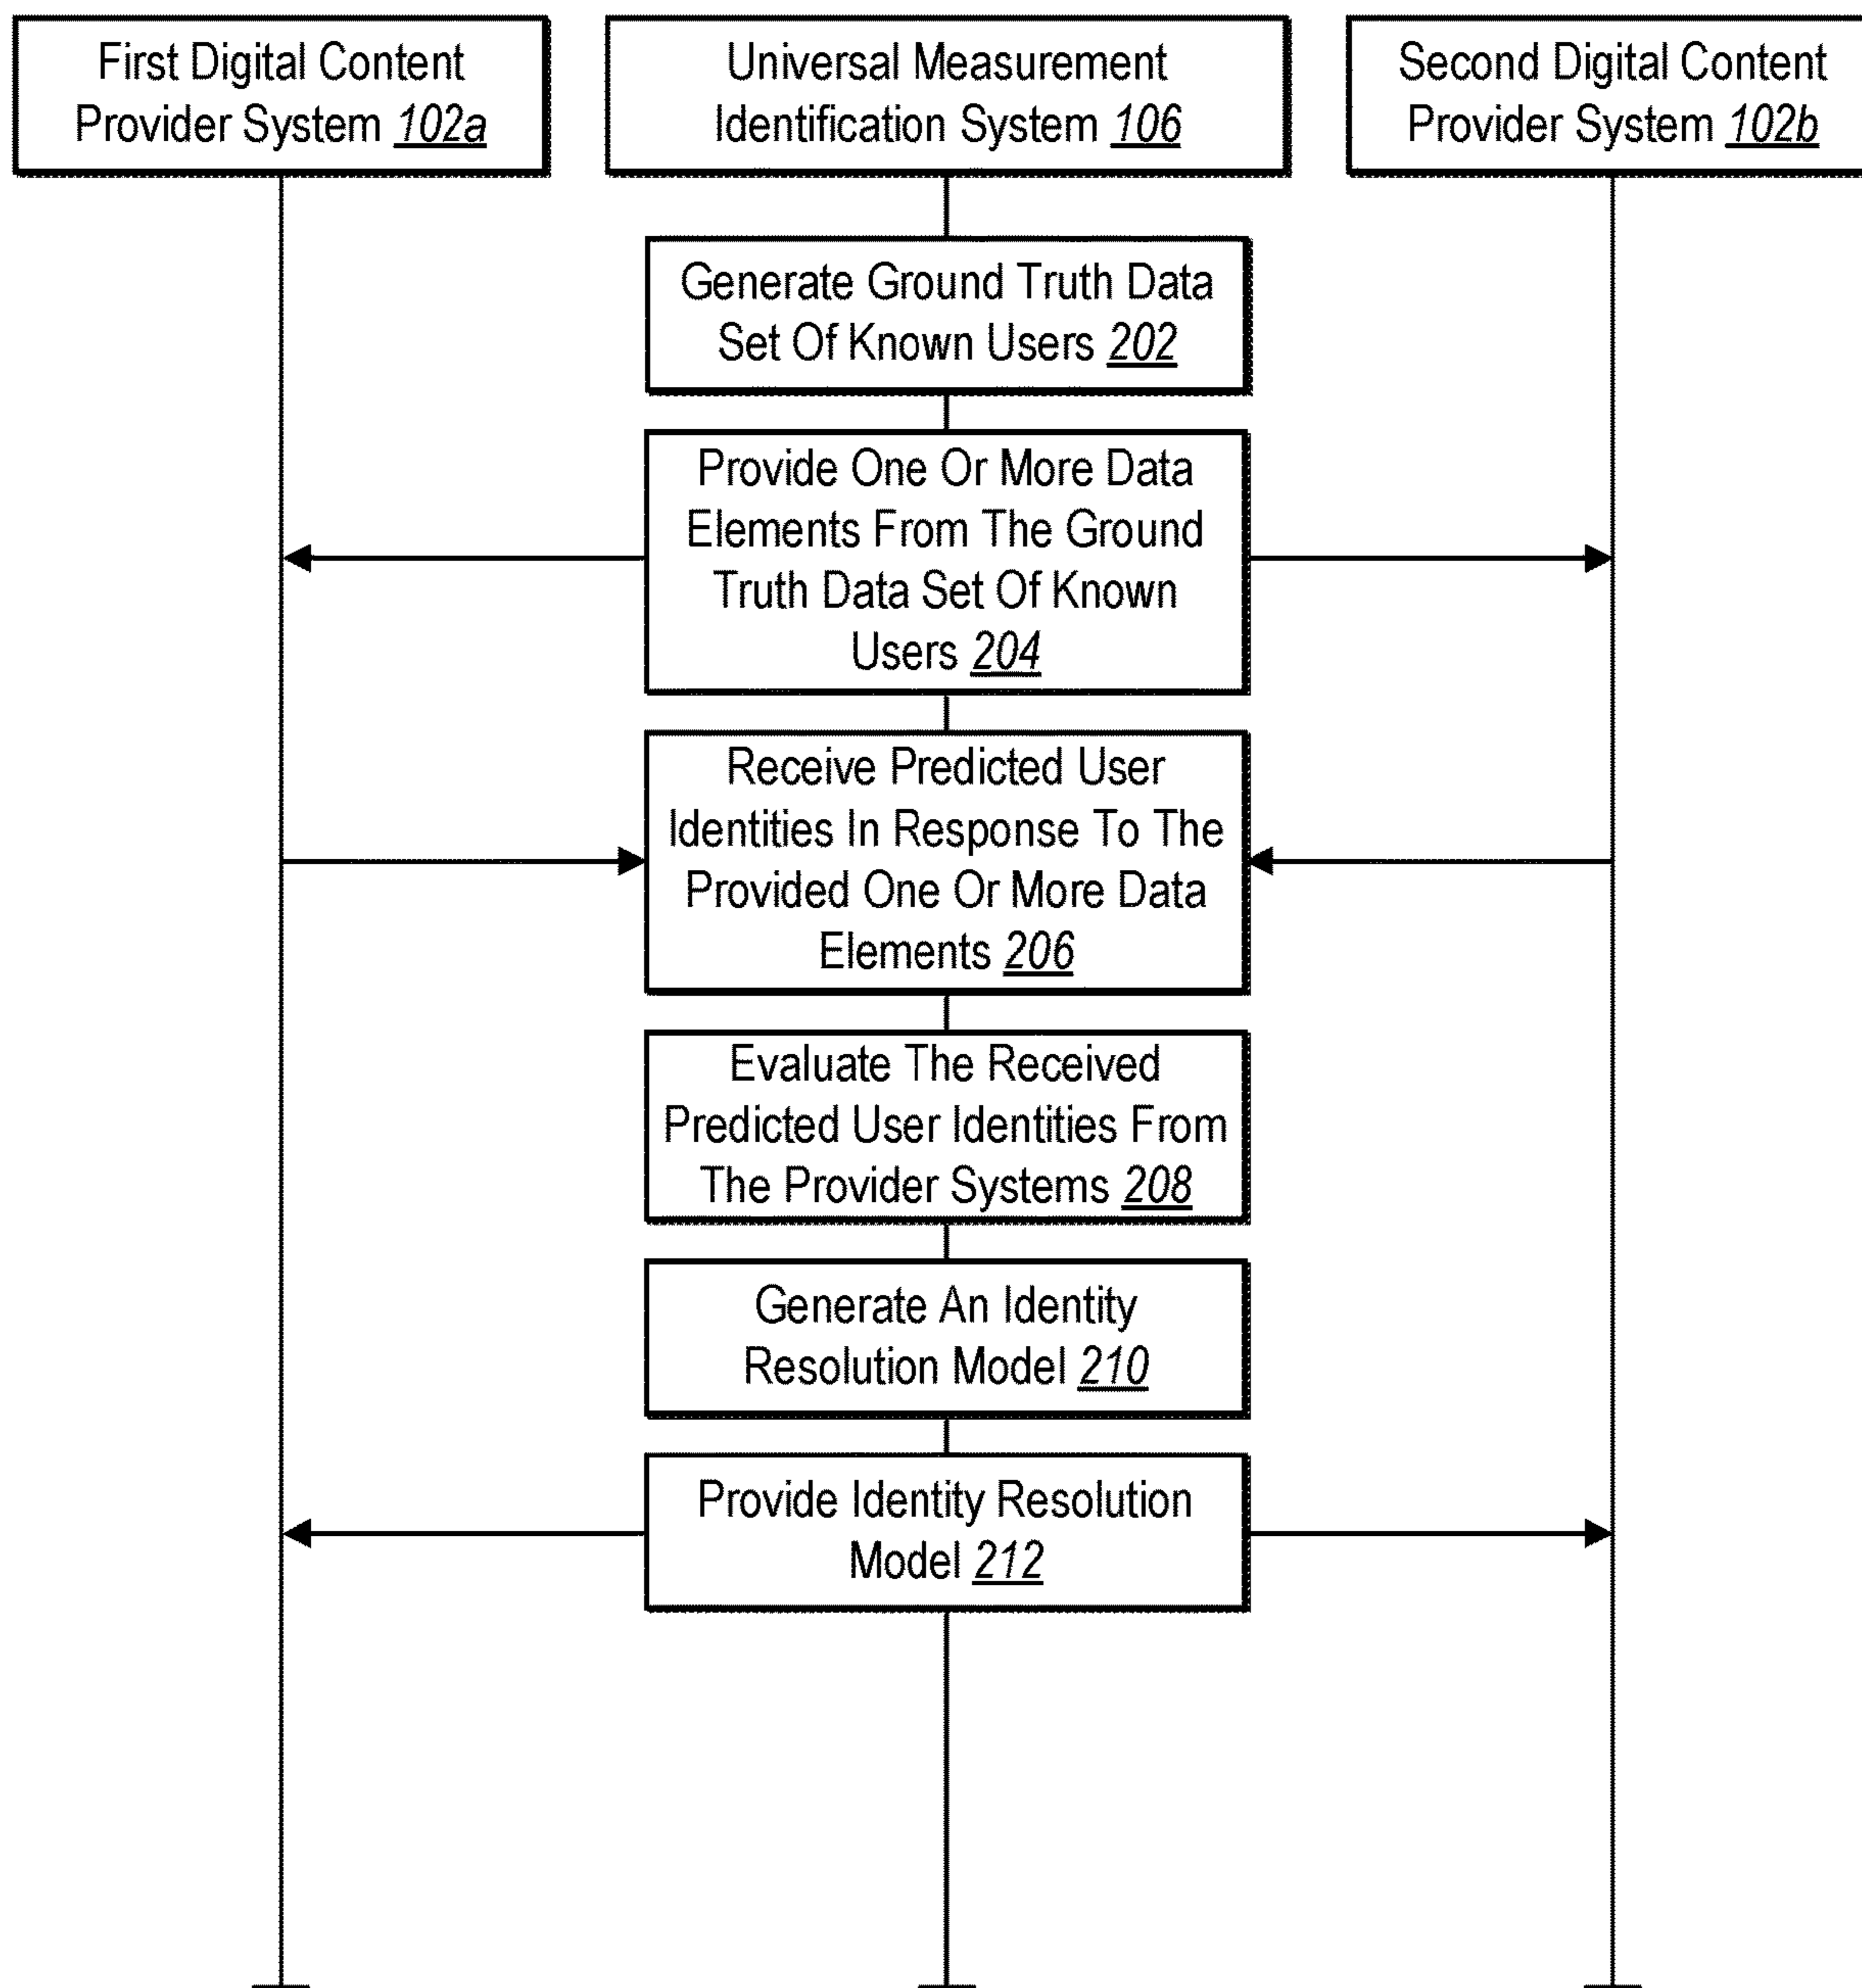 First Digital Content
Provider System 102a
Universal Measurement
Identification System 106
Second Digital Content
Provider System 102b
Generate Ground Truth Data
Set Of Known Users 202
Provide One Or More Data
Elements From The Ground
Truth Data Set Of Known
Users 204
Receive Predicted User
Identities In Response To The
Provided One Or More Data
Elements 206
Evaluate The Received
Predicted User Identities From
The Provider Systems 208
Generate An Identity
Resolution Model 210
Provide Identity Resolution
Model 212